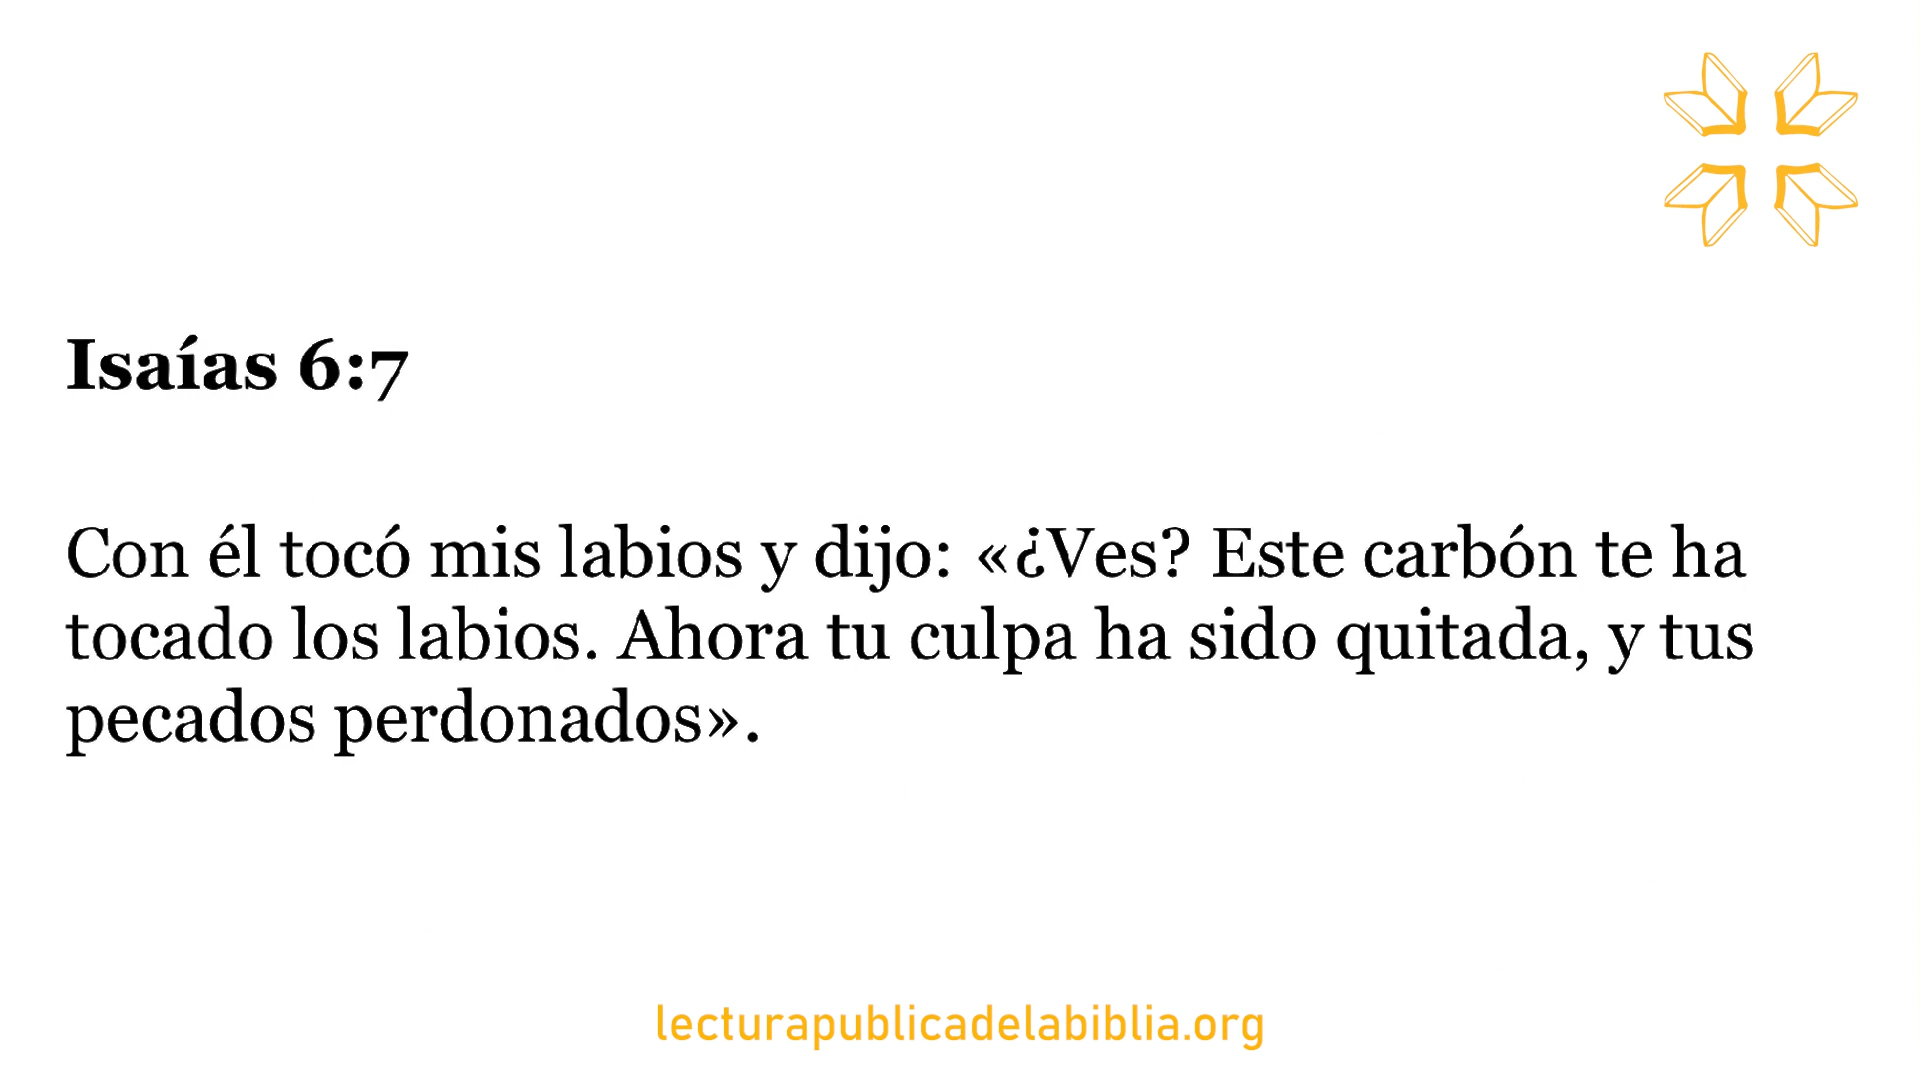 Isaías 6:7
Con él tocó mis labios y dijo: «¿Ves? Este carbón te ha
tocado los labios. Ahora tu culpa ha sido quitada, y tus
pecados perdonados».
lecturapublicadelabiblia.org